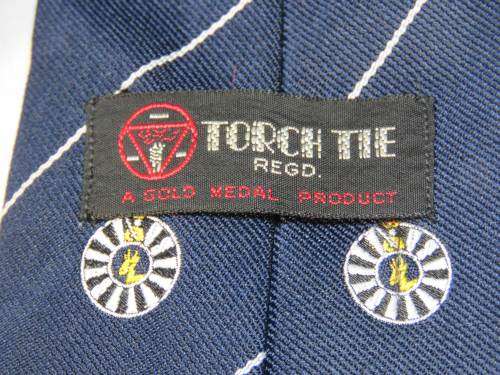 TORCH TIE
REGD.
A GOLD MEDAL PRODUCT